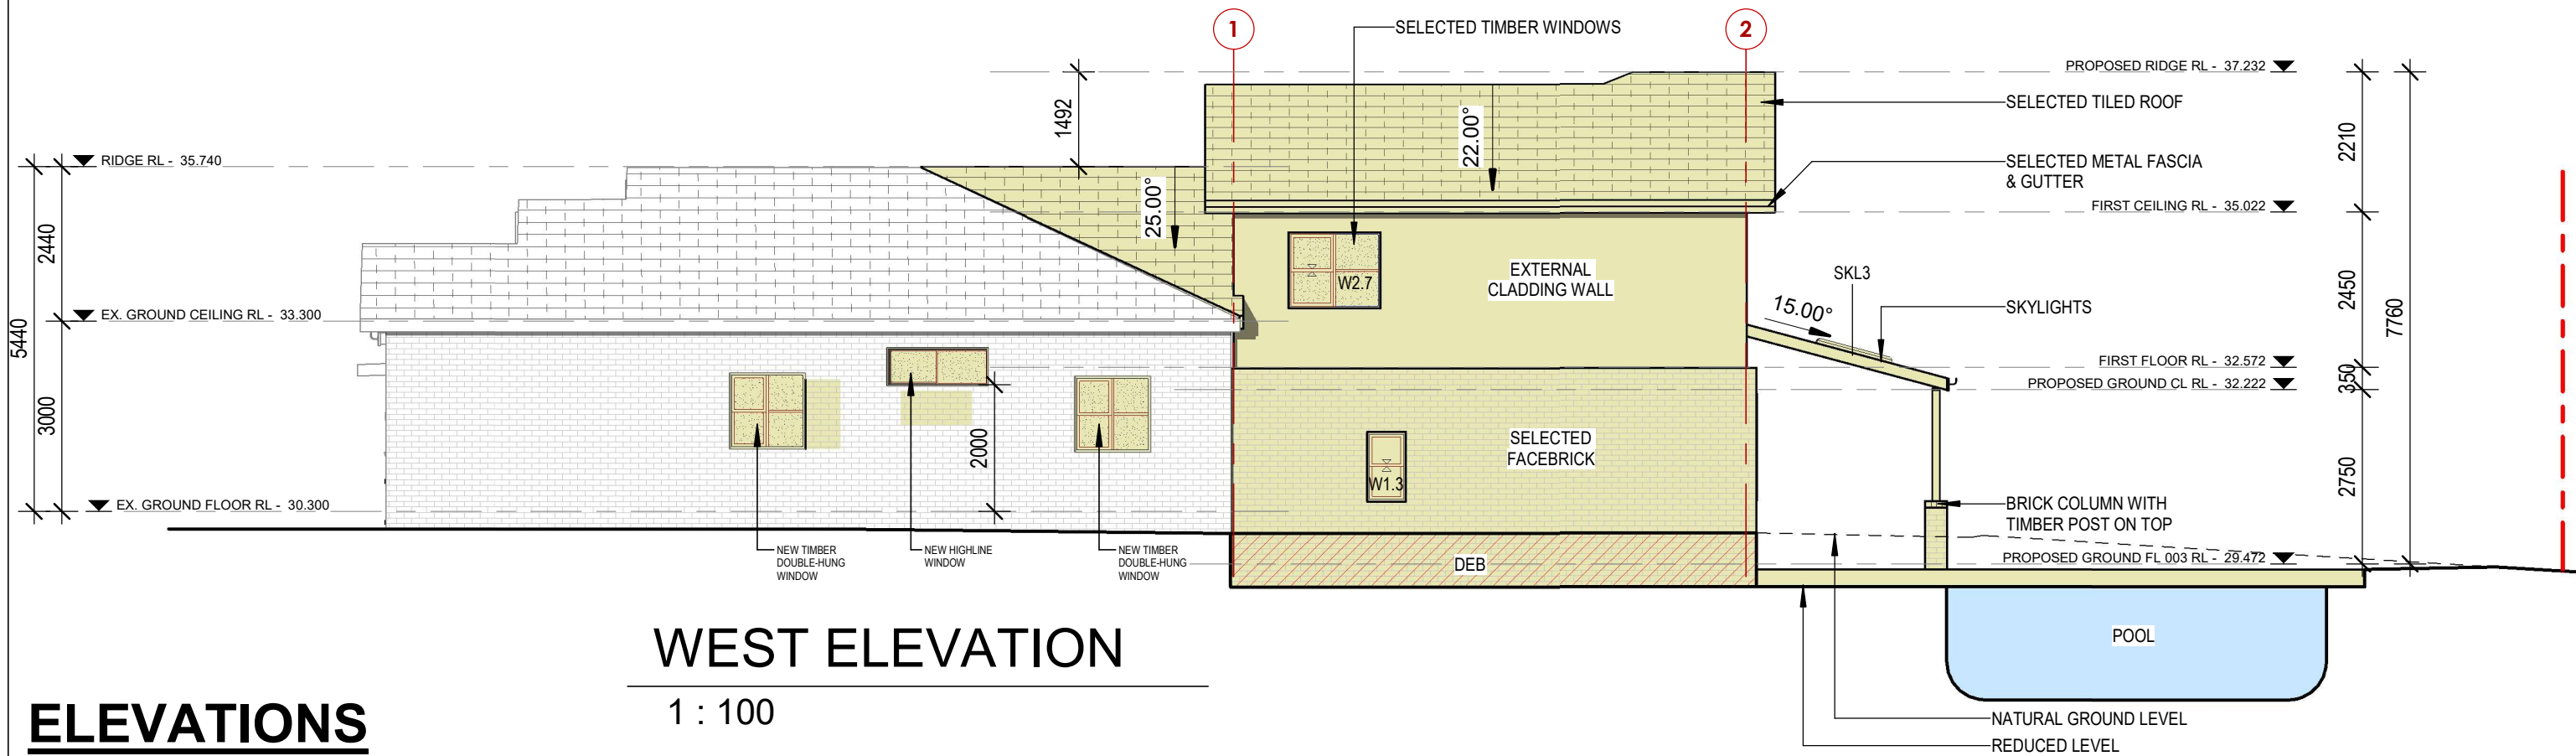 1
2
SELECTED TIMBER WINDOWS
PROPOSED RIDGE RL - 37.232
SELECTED TILED ROOF
1492
22.00°
2210
RIDGE RL - 35.740
SELECTED METAL FASCIA
& GUTTER
25.00°
FIRST CEILING RL - 35.022
2440
EXTERNAL
CLADDING WALL
W2.7
SKL3
15.00°
SKYLIGHTS
2450
7760
EX. GROUND CEILING RL - 33.300
5440
FIRST FLOOR RL - 32.572
PROPOSED GROUND CL RL - 32.222
350
3000
2000
SELECTED
FACEBRICK
W1.3
2750
EX. GROUND FLOOR RL - 30.300
BRICK COLUMN WITH
TIMBER POST ON TOP
NEW TIMBER
DOUBLE-HUNG
WINDOW
NEW HIGHLINE
WINDOW
NEW TIMBER
DOUBLE-HUNG
WINDOW
DEB
PROPOSED GROUND FL 003 RL - 29.472
POOL
WEST ELEVATION
1 : 100
NATURAL GROUND LEVEL
REDUCED LEVEL
ELEVATIONS